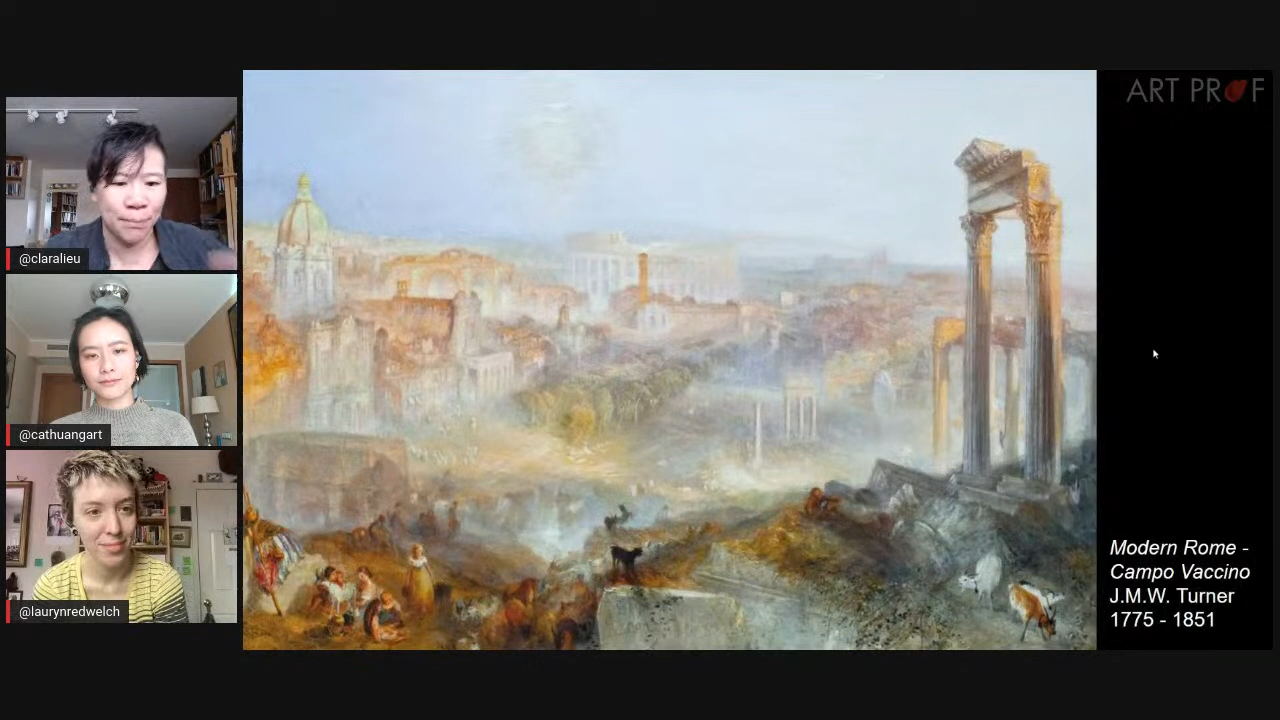 ART PROF
@claralieu
@cathuangart
@laurynredwelch
Modern Rome -
Campo Vaccino
J.M.W. Turner
1775 - 1851